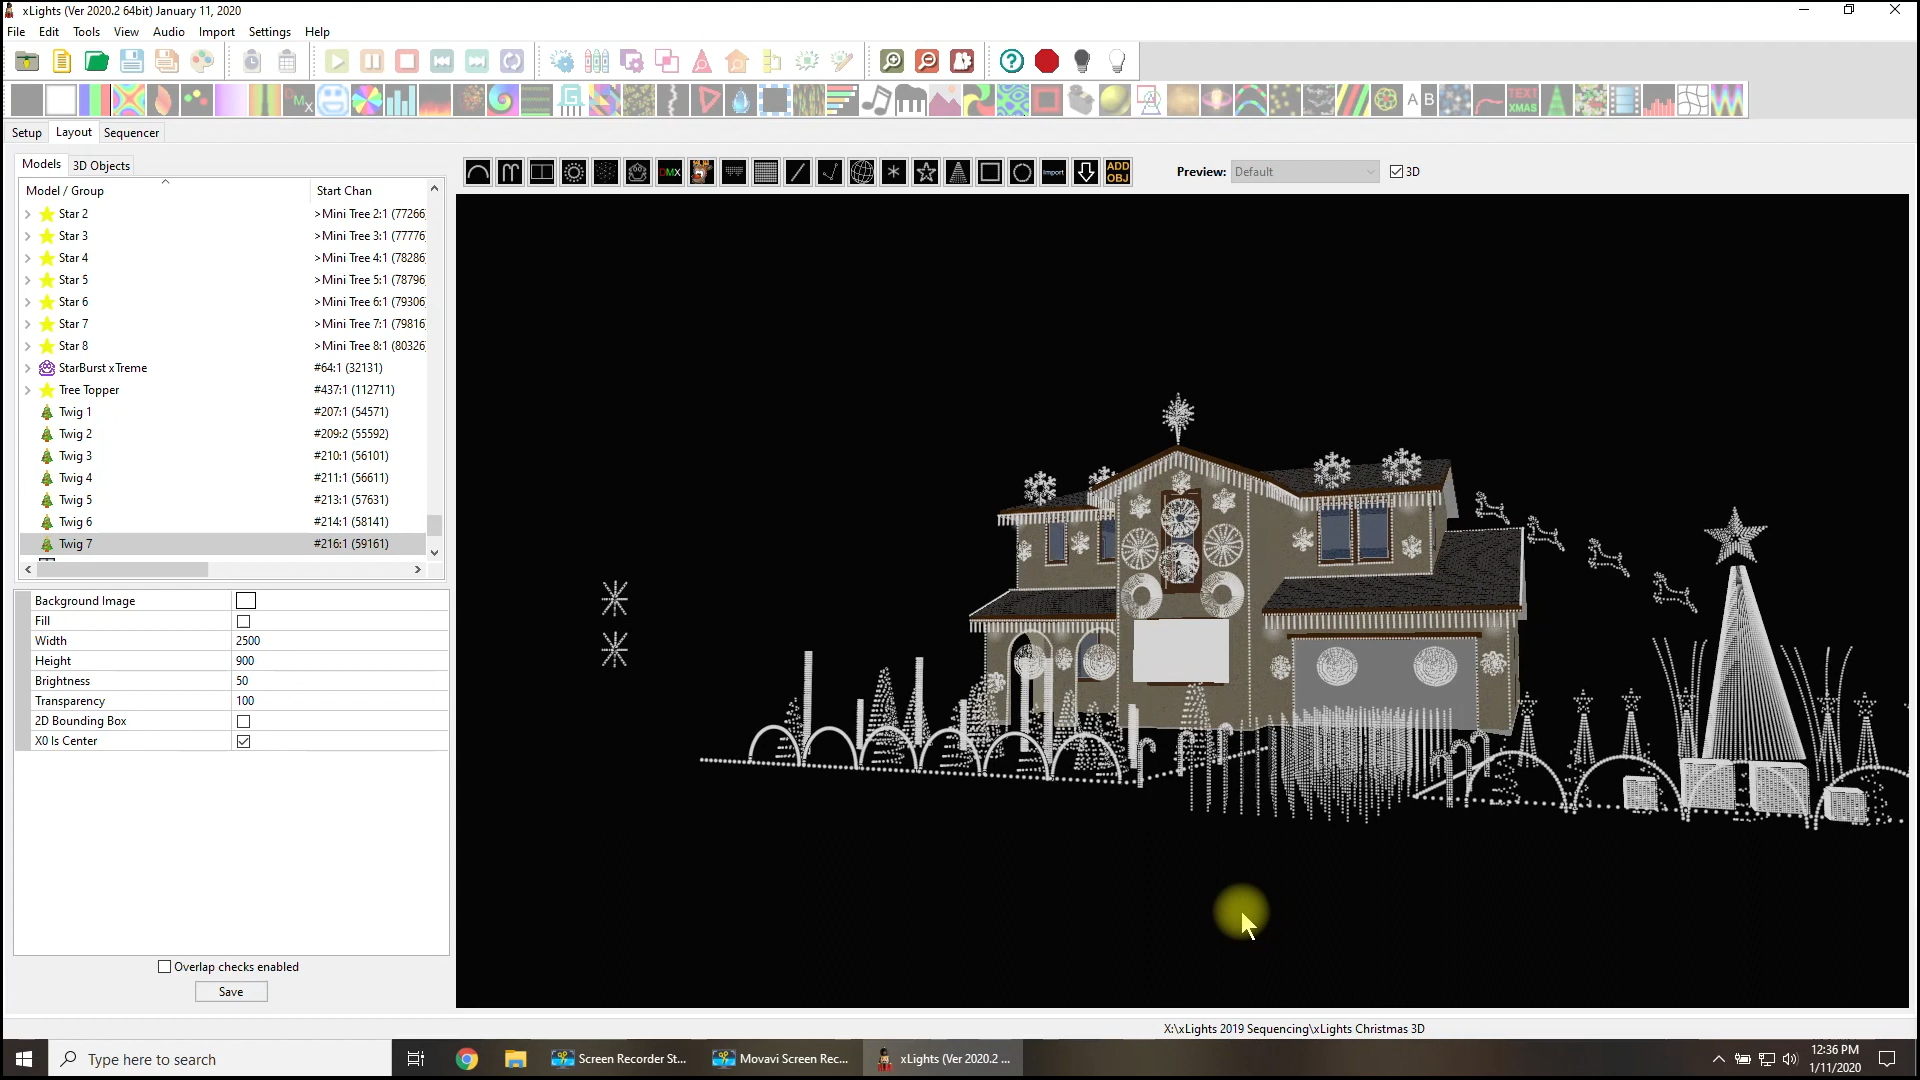 xLights (Ver 2020.2 64bit) January 11, 2020
File Edit Tools View Audio Import Settings Help
DMX
A B
TEXT XMAS
Setup Layout Sequencer
Models 3D Objects
DMX
Import
ADD OBJ
Preview: Default 3D
Model / Group Start Chan
Star 2 >Mini Tree 2:1 (77266)
Star 3 >Mini Tree 3:1 (77776)
Star 4 >Mini Tree 4:1 (78286)
Star 5 >Mini Tree 5:1 (78796)
Star 6 >Mini Tree 6:1 (79306)
Star 7 >Mini Tree 7:1 (79816)
Star 8 >Mini Tree 8:1 (80326)
StarBurst xTreme #64:1 (32131)
Tree Topper #437:1 (112711)
Twig 1 #207:1 (54571)
Twig 2 #209:2 (55592)
Twig 3 #210:1 (56101)
Twig 4 #211:1 (56611)
Twig 5 #213:1 (57631)
Twig 6 #214:1 (58141)
Twig 7 #216:1 (59161)
Background Image
Fill
Width 2500
Height 900
Brightness 50
Transparency 100
2D Bounding Box
X0 Is Center
Overlap checks enabled
Save
X:\xLights 2019 Sequencing\xLights Christmas 3D
Type here to search
Screen Recorder St...
Movavi Screen Rec...
xLights (Ver 2020.2 ...
12:36 PM
1/11/2020